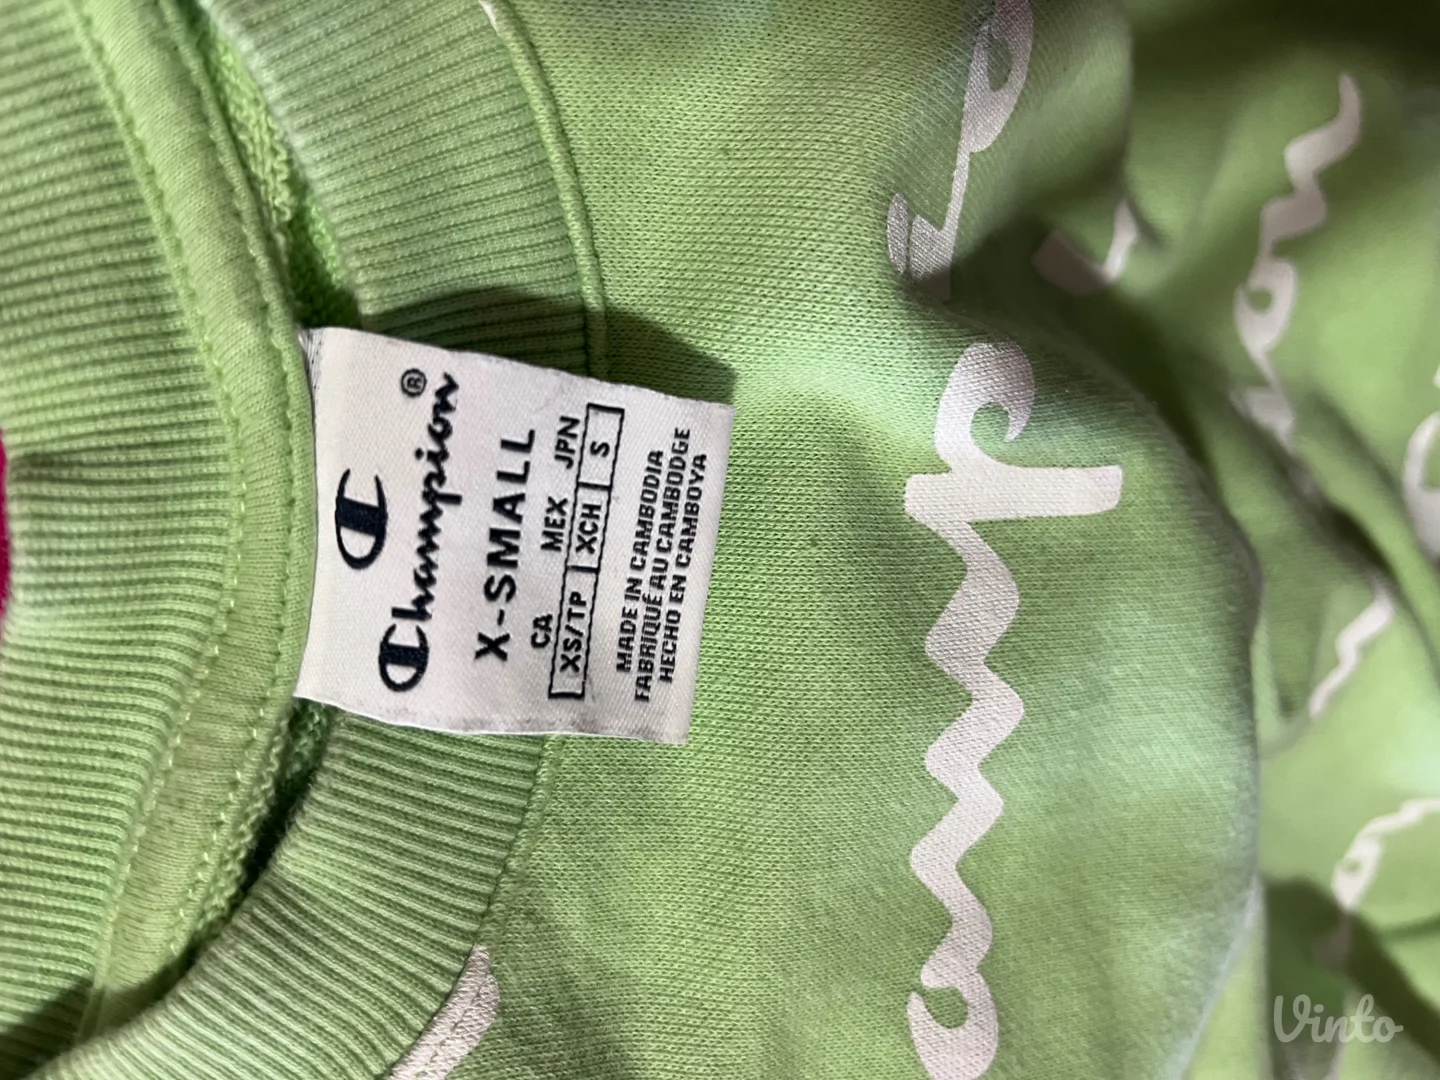 Champion®
X-SMALL
CA MEX JPN
XS/TP XCH S
MADE IN CAMBODIA
FABRIQUÉ AU CAMBODGE
HECHO EN CAMBOYA
Vinto